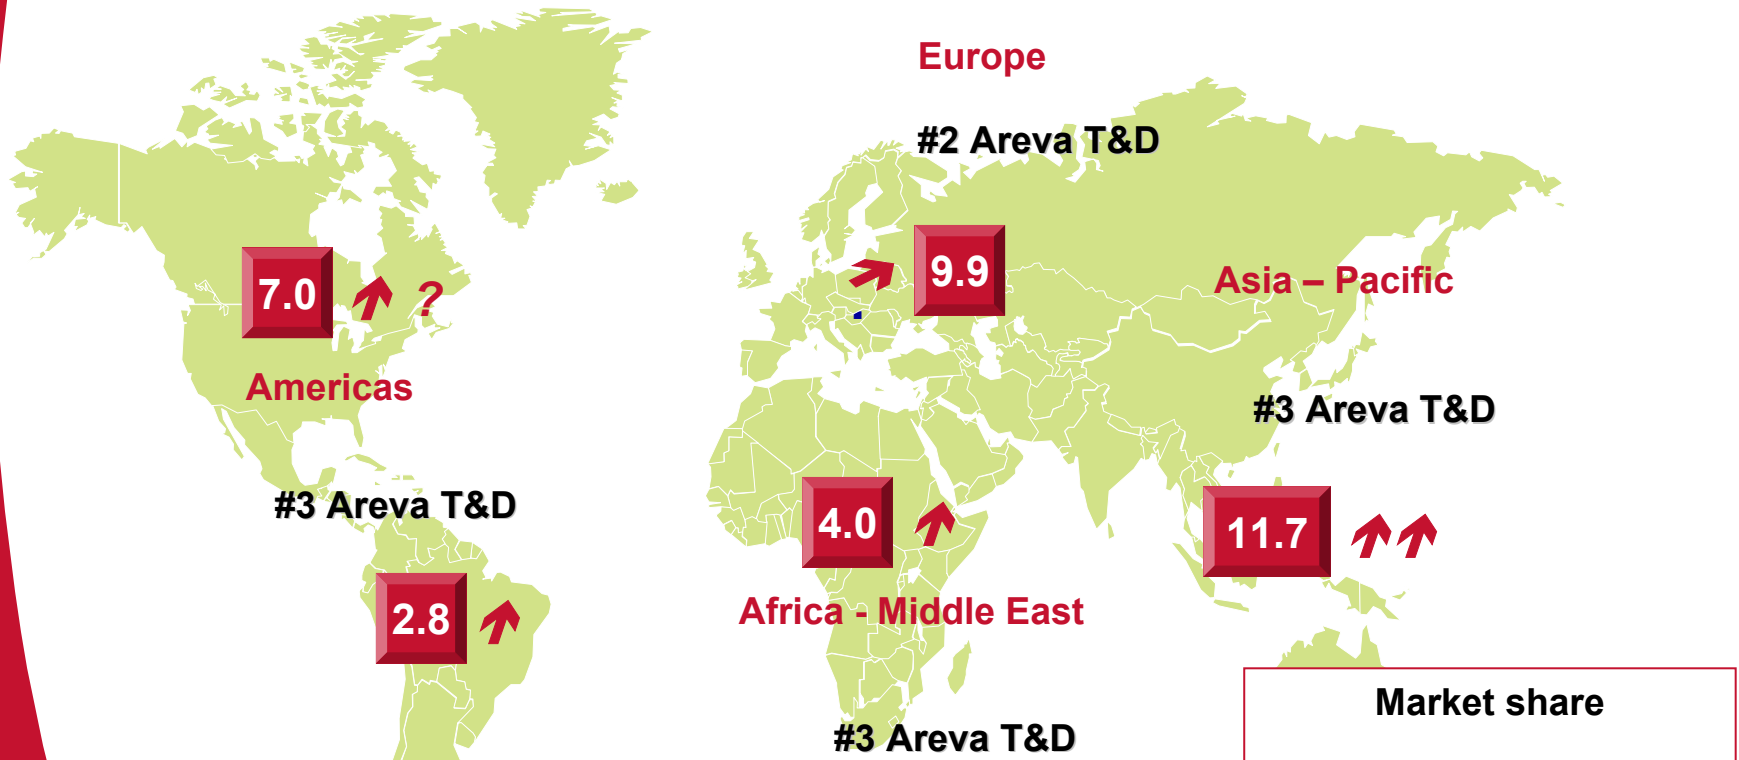 Europe
#2 Areva T&D
9.9
Asia – Pacific
7.0
?
Americas
#3 Areva T&D
#3 Areva T&D
4.0
11.7
2.8
Africa - Middle East
Market share
#3 Areva T&D